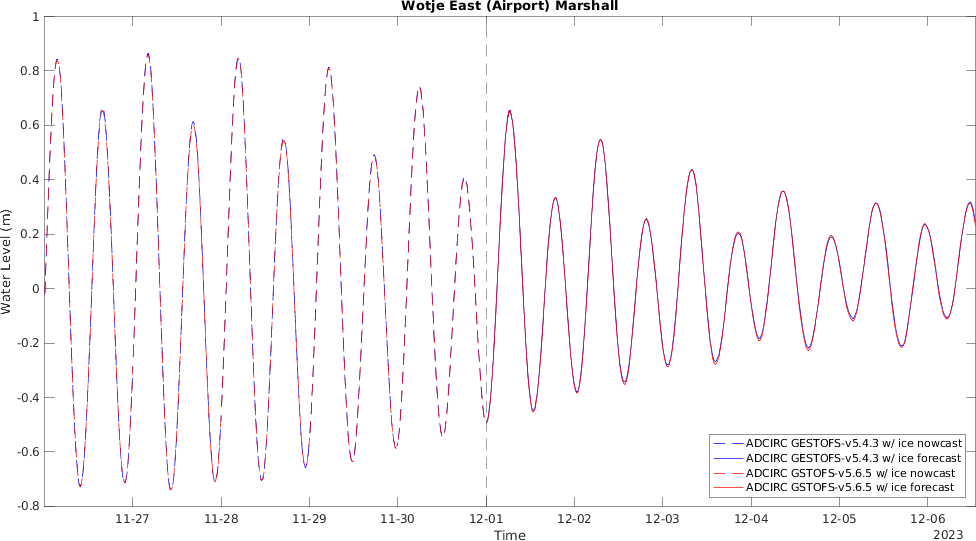 Wotje East (Airport) Marshall
1
0.8
0.6
0.4
0.2
0
-0.2
-0.4
-0.6
-0.8
Water Level (m)
ADCIRC GESTOFS-v5.4.3 w/ ice nowcast
ADCIRC GESTOFS-v5.4.3 w/ ice forecast
ADCIRC GSTOFS-v5.6.5 w/ ice nowcast
ADCIRC GSTOFS-v5.6.5 w/ ice forecast
11-27 11-28 11-29 11-30 12-01 12-02 12-03 12-04 12-05 12-06
Time
2023